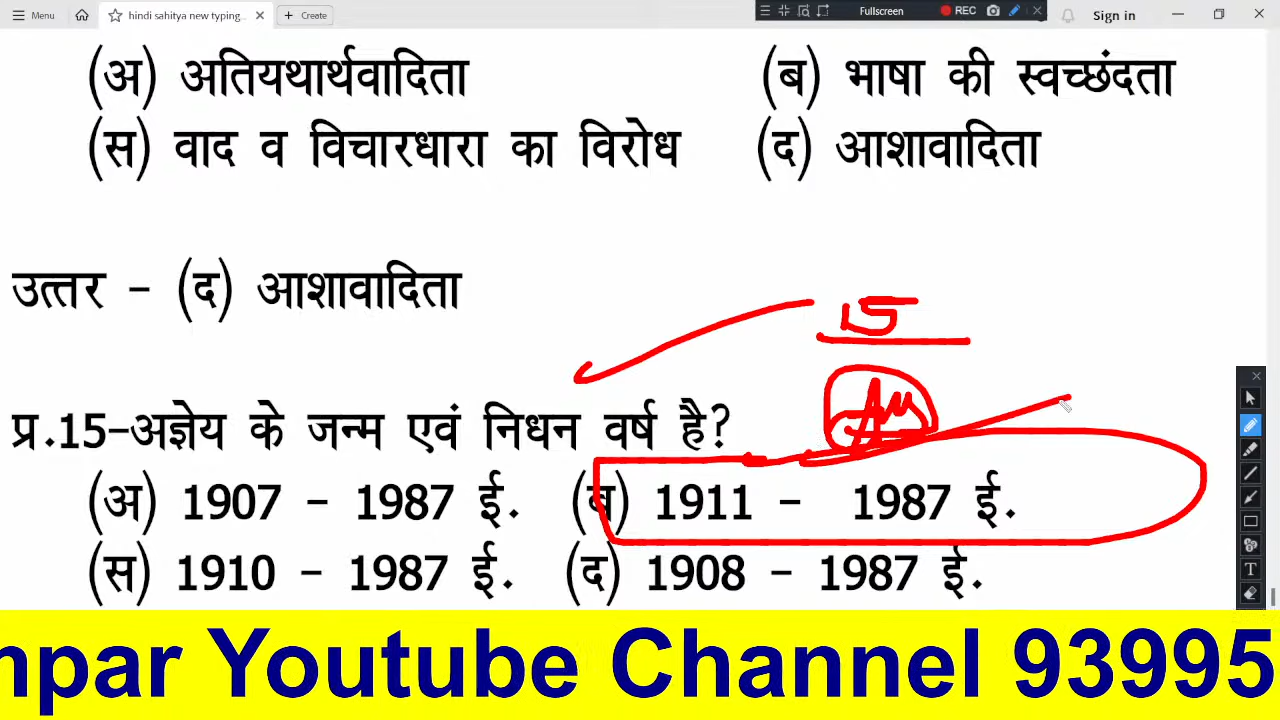 Menu hindi sahitya new typing... × + Create Fullscreen REC Sign in
(अ) अतियथार्थवादिता (ब) भाषा की स्वच्छंदता
(स) वाद व विचारधारा का विरोध (द) आशावादिता
उत्तर - (द) आशावादिता
15
प्र.15-अज्ञेय के जन्म एवं निधन वर्ष है?
(अ) 1907 - 1987 ई. (ब) 1911 - 1987 ई.
(स) 1910 - 1987 ई. (द) 1908 - 1987 ई.
mpar Youtube Channel 93995